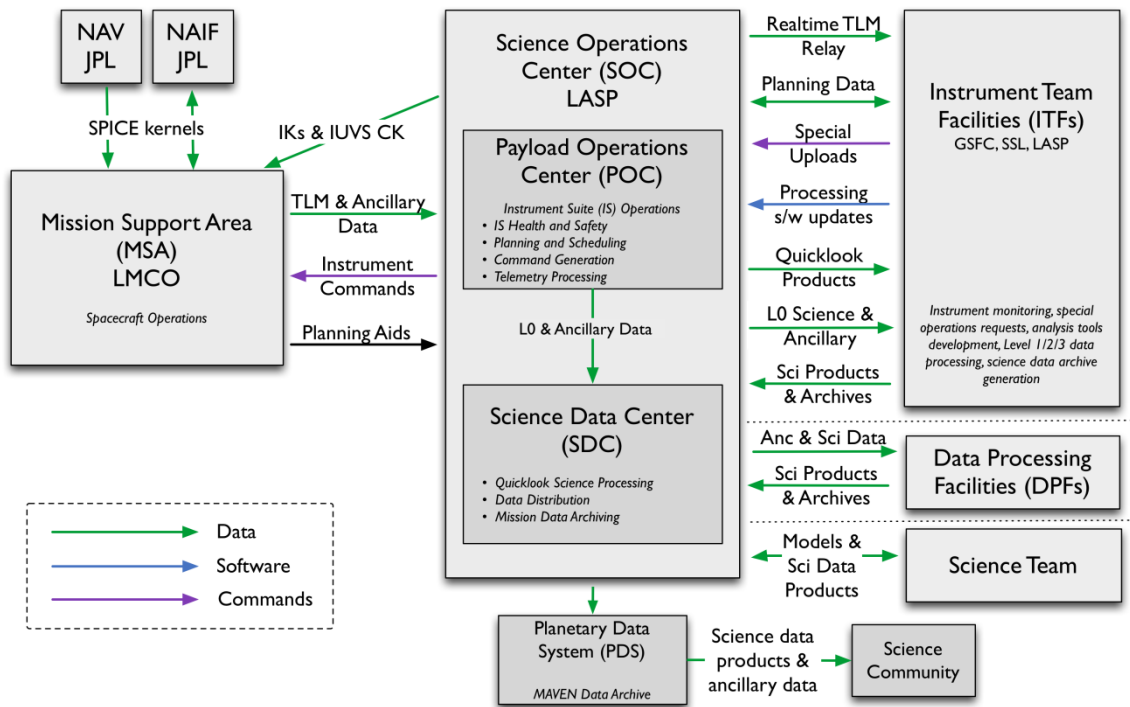 NAV
JPL
NAIF
JPL
SPICE kernels
IKs & IUVS CK
Mission Support Area
(MSA)
LMCO
Spacecraft Operations
TLM & Ancillary
Data
Instrument
Commands
Planning Aids
Science Operations
Center (SOC)
LASP
Payload Operations
Center (POC)
Instrument Suite (IS) Operations
• IS Health and Safety
• Planning and Scheduling
• Command Generation
• Telemetry Processing
L0 & Ancillary Data
Science Data Center
(SDC)
• Quicklook Science Processing
• Data Distribution
• Mission Data Archiving
Realtime TLM
Relay
Planning Data
Special
Uploads
Processing
s/w updates
Quicklook
Products
L0 Science &
Ancillary
Sci Products
& Archives
Instrument Team
Facilities (ITFs)
GSFC, SSL, LASP
Instrument monitoring, special
operations requests, analysis tools
development, Level 1/2/3 data
processing, science data archive
generation
Anc & Sci Data
Sci Products
& Archives
Data Processing
Facilities (DPFs)
Models &
Sci Data
Products
Science Team
Data
Software
Commands
Planetary Data
System (PDS)
MAVEN Data Archive
Science data
products &
ancillary data
Science
Community